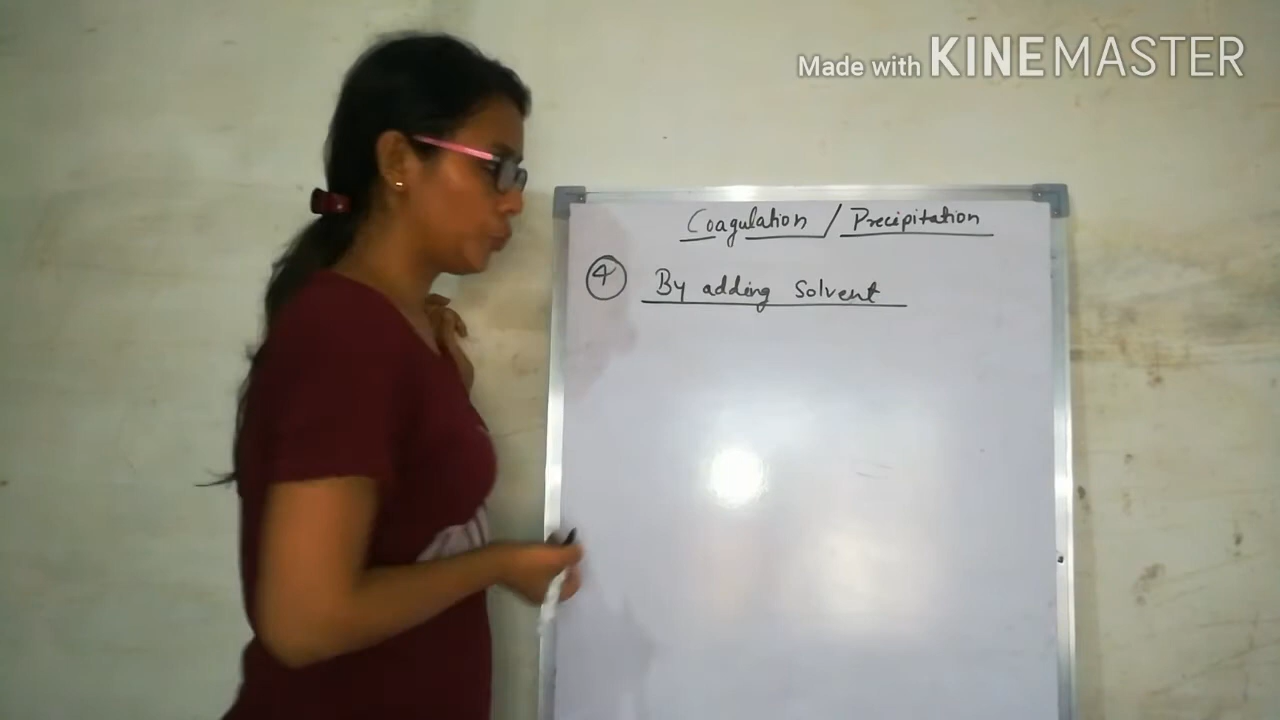 Made with KINEMASTER
Coagulation / Precipitation
4 By adding Solvent